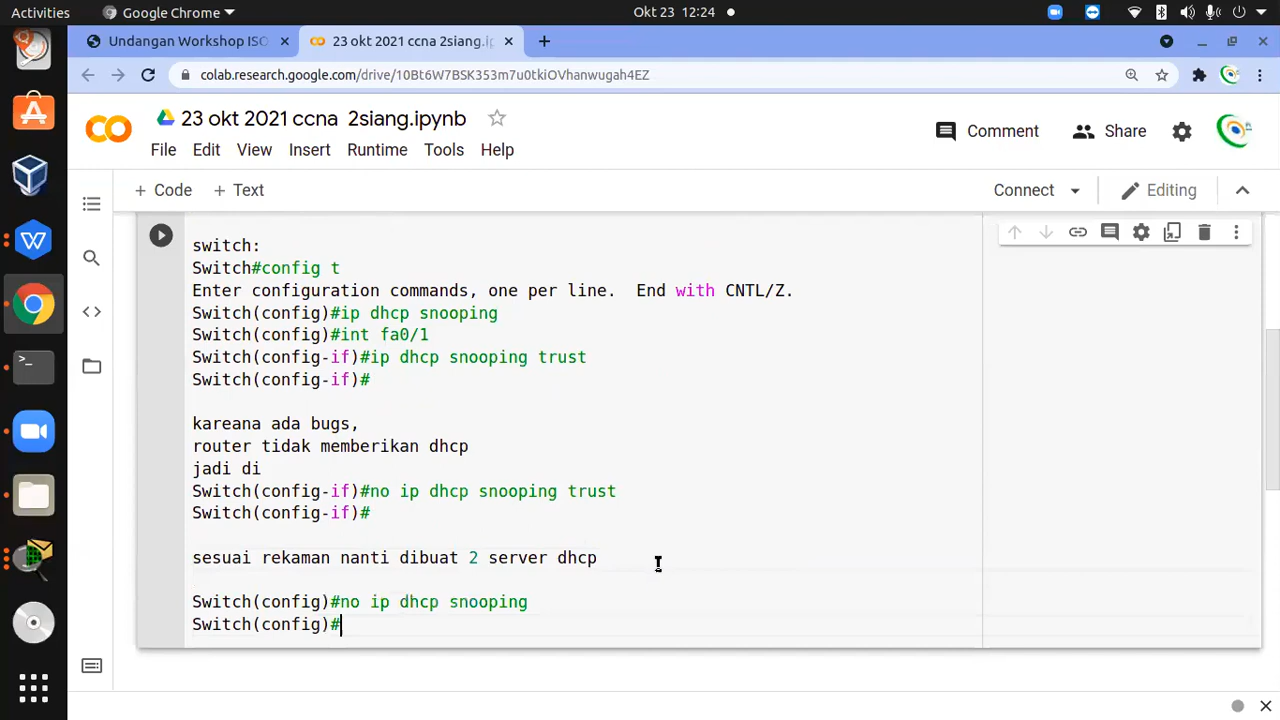 Activities
Google Chrome
Okt 23 12:24
Undangan Workshop ISO
23 okt 2021 ccna 2siang.ip
colab.research.google.com/drive/10Bt6W7BSK353m7u0tkiOVhanwugah4EZ
23 okt 2021 ccna 2siang.ipynb
Comment
Share
File Edit View Insert Runtime Tools Help
+ Code + Text
Connect
Editing
switch:
Switch#config t
Enter configuration commands, one per line. End with CNTL/Z.
Switch(config)#ip dhcp snooping
Switch(config)#int fa0/1
Switch(config-if)#ip dhcp snooping trust
Switch(config-if)#
kareana ada bugs,
router tidak memberikan dhcp
jadi di
Switch(config-if)#no ip dhcp snooping trust
Switch(config-if)#
sesuai rekaman nanti dibuat 2 server dhcp
Switch(config)#no ip dhcp snooping
Switch(config)#